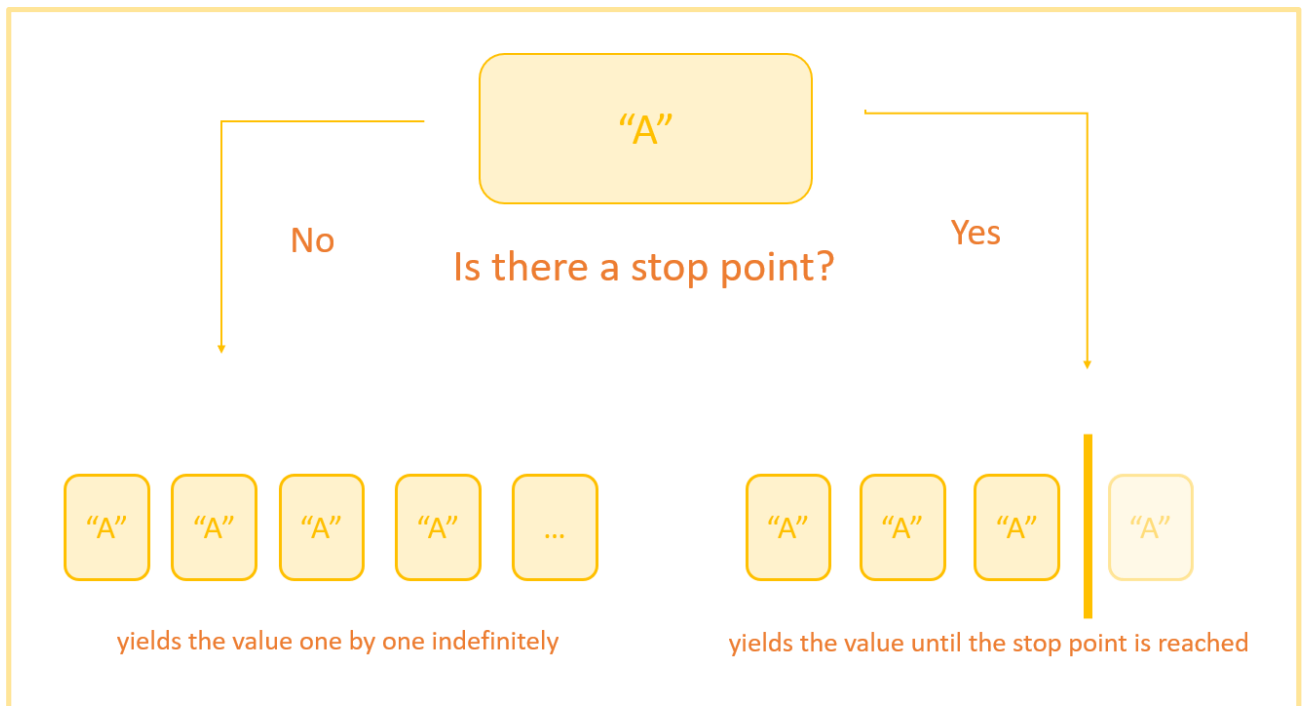 “A”
No
Yes
Is there a stop point?
“A” “A” “A” “A” ...
“A” “A” “A” “A”
yields the value one by one indefinitely
yields the value until the stop point is reached